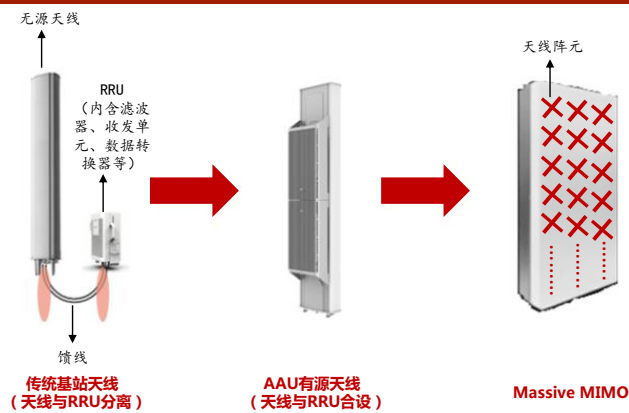 无源天线
RRU
（内含滤波
器、收发单
元、数据转
换器等）
馈线
天线阵元
传统基站天线
（天线与RRU分离）
AAU有源天线
（天线与RRU合设）
Massive MIMO